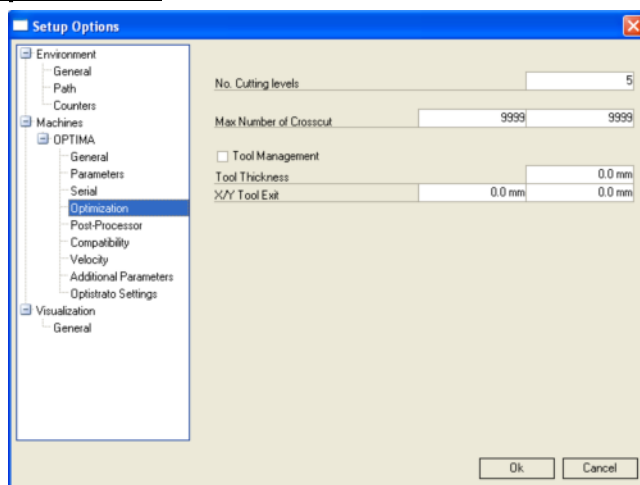 Setup Options
Environment
General
Path
Counters
Machines
OPTIMA
General
Parameters
Serial
Optimization
Post-Processor
Compatibility
Velocity
Additional Parameters
Optistrato Settings
Visualization
General
No. Cutting levels 5
Max Number of Crosscut 9999 9999
Tool Management
Tool Thickness 0.0 mm
X/Y Tool Exit 0.0 mm 0.0 mm
Ok Cancel